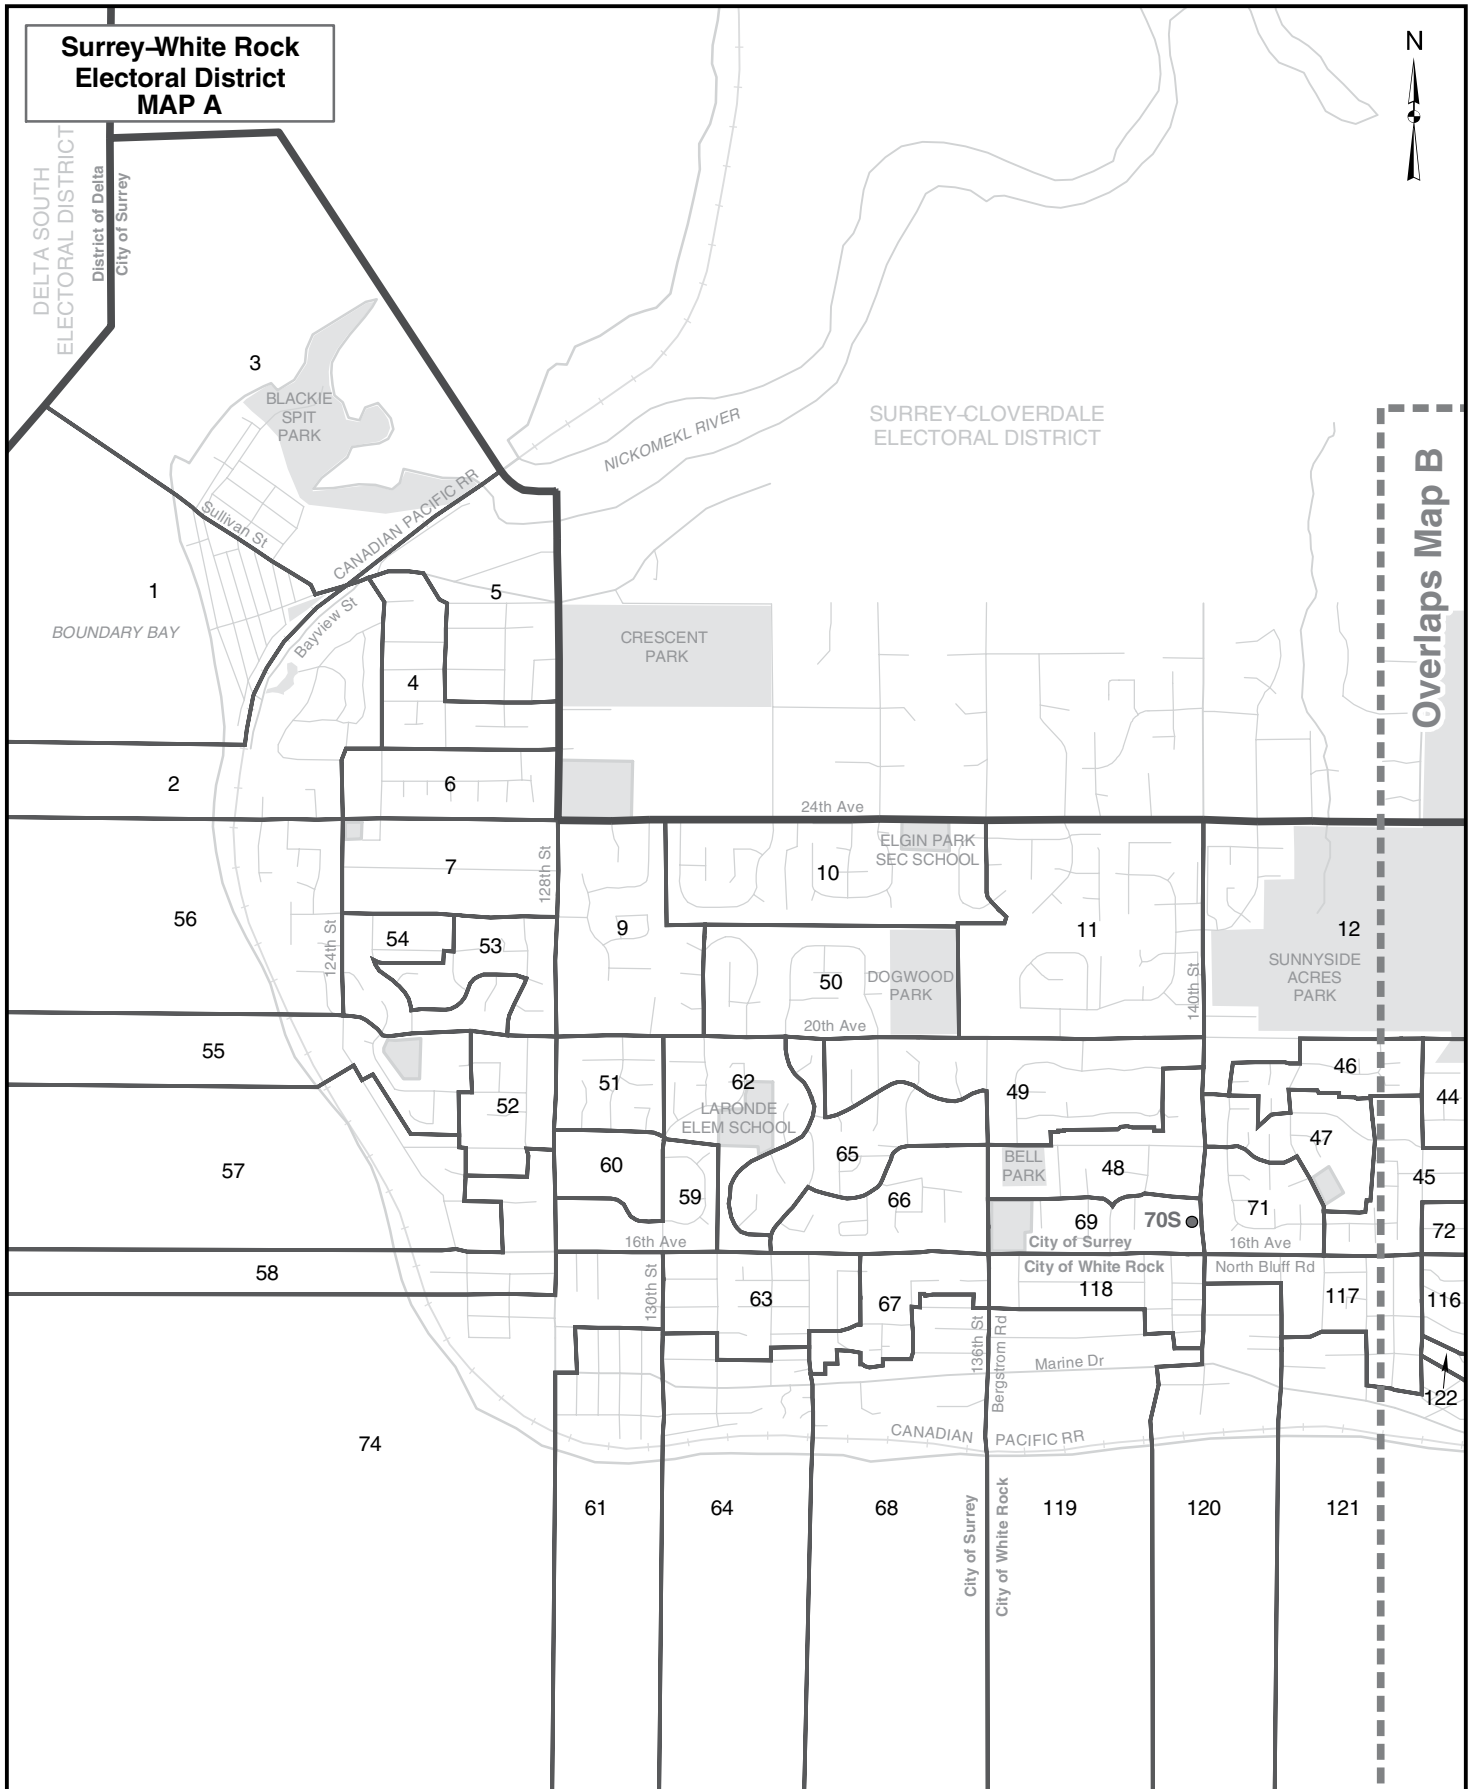 Surrey–White Rock
Electoral District
MAP A
N
DELTA SOUTH
ELECTORAL DISTRICT
District of Delta
City of Surrey
3
BLACKIE
SPIT
PARK
NICKOMEKL RIVER
SURREY–CLOVERDALE
ELECTORAL DISTRICT
Overlaps Map B
Sullivan St
CANADIAN PACIFIC RR
1
BOUNDARY BAY
Bayview St
5
CRESCENT
PARK
4
2
6
24th Ave
ELGIN PARK
SEC SCHOOL
7
128th St
10
56
124th St
54
53
9
11
12
50
DOGWOOD
PARK
140th St
SUNNYSIDE
ACRES
PARK
20th Ave
55
51
62
49
46
44
52
LARONDE
ELEM SCHOOL
47
57
60
65
BELL
PARK
48
45
59
66
71
69
70S
72
16th Ave
City of Surrey
16th Ave
City of White Rock
North Bluff Rd
58
130th St
63
67
118
117
116
136th St
Bergstrom Rd
Marine Dr
122
74
CANADIAN PACIFIC RR
61
64
68
119
120
121
City of Surrey
City of White Rock